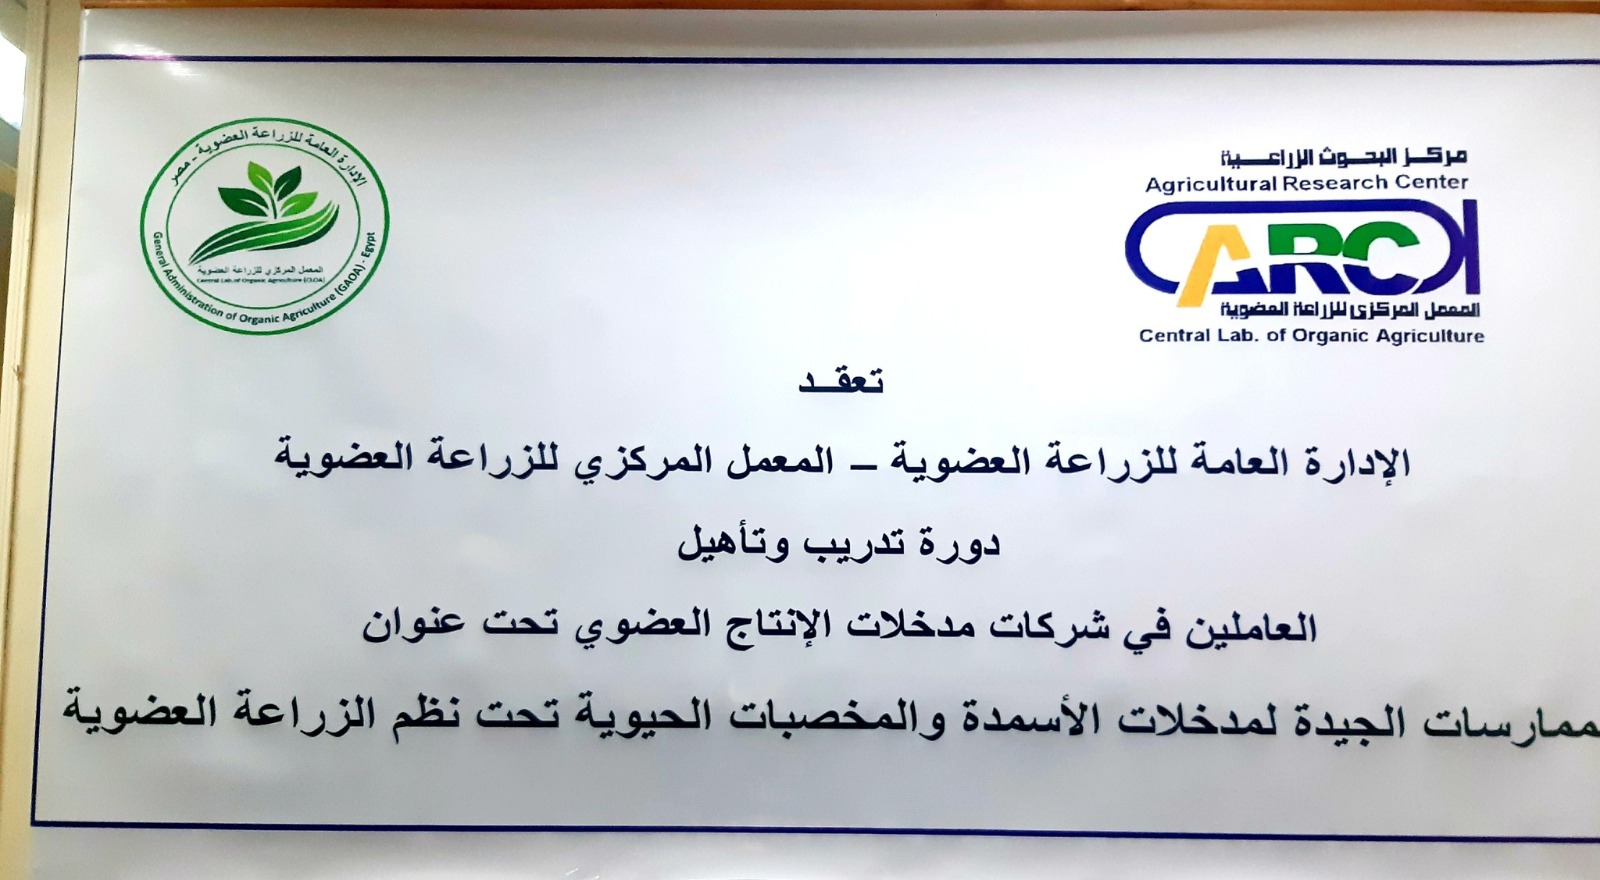 مركز البحوث الزراعية
Agricultural Research Center
ARC
المعمل المركزى للزراعة العضوية
Central Lab. of Organic Agriculture
الإدارة العامة للزراعة العضوية - مصر
المعمل المركزي للزراعة العضوية
Central Lab. of Organic Agriculture (CLOA)
General Administration of Organic Agriculture (GAOA) - Egypt
تعقــد
الإدارة العامة للزراعة العضوية – المعمل المركزي للزراعة العضوية
دورة تدريب وتأهيل
العاملين في شركات مدخلات الإنتاج العضوي تحت عنوان
الجيدة لمدخلات الأسمدة والمخصبات الحيوية تحت نظم الزراعة العضوية